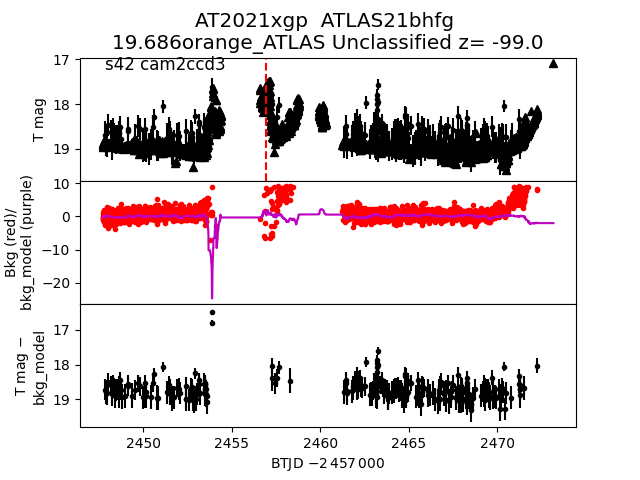 AT2021xgp  ATLAS21bhfg
19.686orange_ATLAS Unclassified z= -99.0
s42 cam2ccd3
T mag
17
18
19
Bkg (red)/
bkg_model (purple)
10
0
−10
−20
T mag −
bkg_model
17
18
19
2450
2455
2460
2465
2470
BTJD −2 457 000